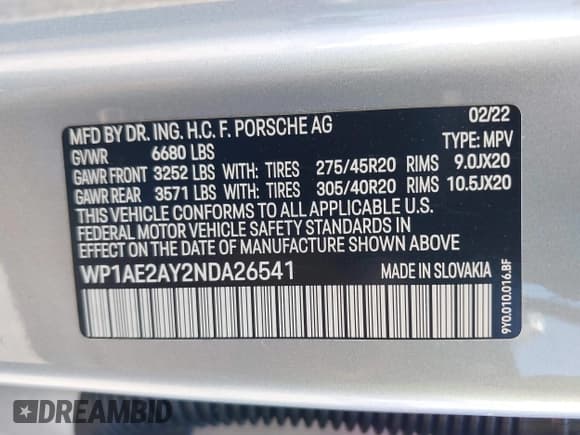 MFD BY DR. ING. H.C. F. PORSCHE AG 02/22
GVWR 6680 LBS TYPE: MPV
GAWR FRONT 3252 LBS WITH: TIRES 275/45R20 RIMS 9.0JX20
GAWR REAR 3571 LBS WITH: TIRES 305/40R20 RIMS 10.5JX20
THIS VEHICLE CONFORMS TO ALL APPLICABLE U.S.
FEDERAL MOTOR VEHICLE SAFETY STANDARDS IN
EFFECT ON THE DATE OF MANUFACTURE SHOWN ABOVE.
WP1AE2AY2NDA26541 MADE IN SLOVAKIA
9Y0.010.016.BF
DREAMBID